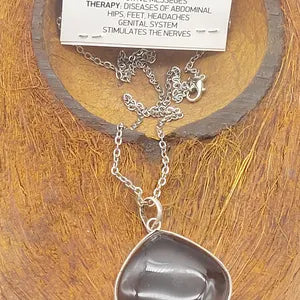 THERAPY: DISEASES OF ABDOMINAL
HIPS, FEET, HEADACHES
GENITAL SYSTEM
STIMULATES THE NERVES